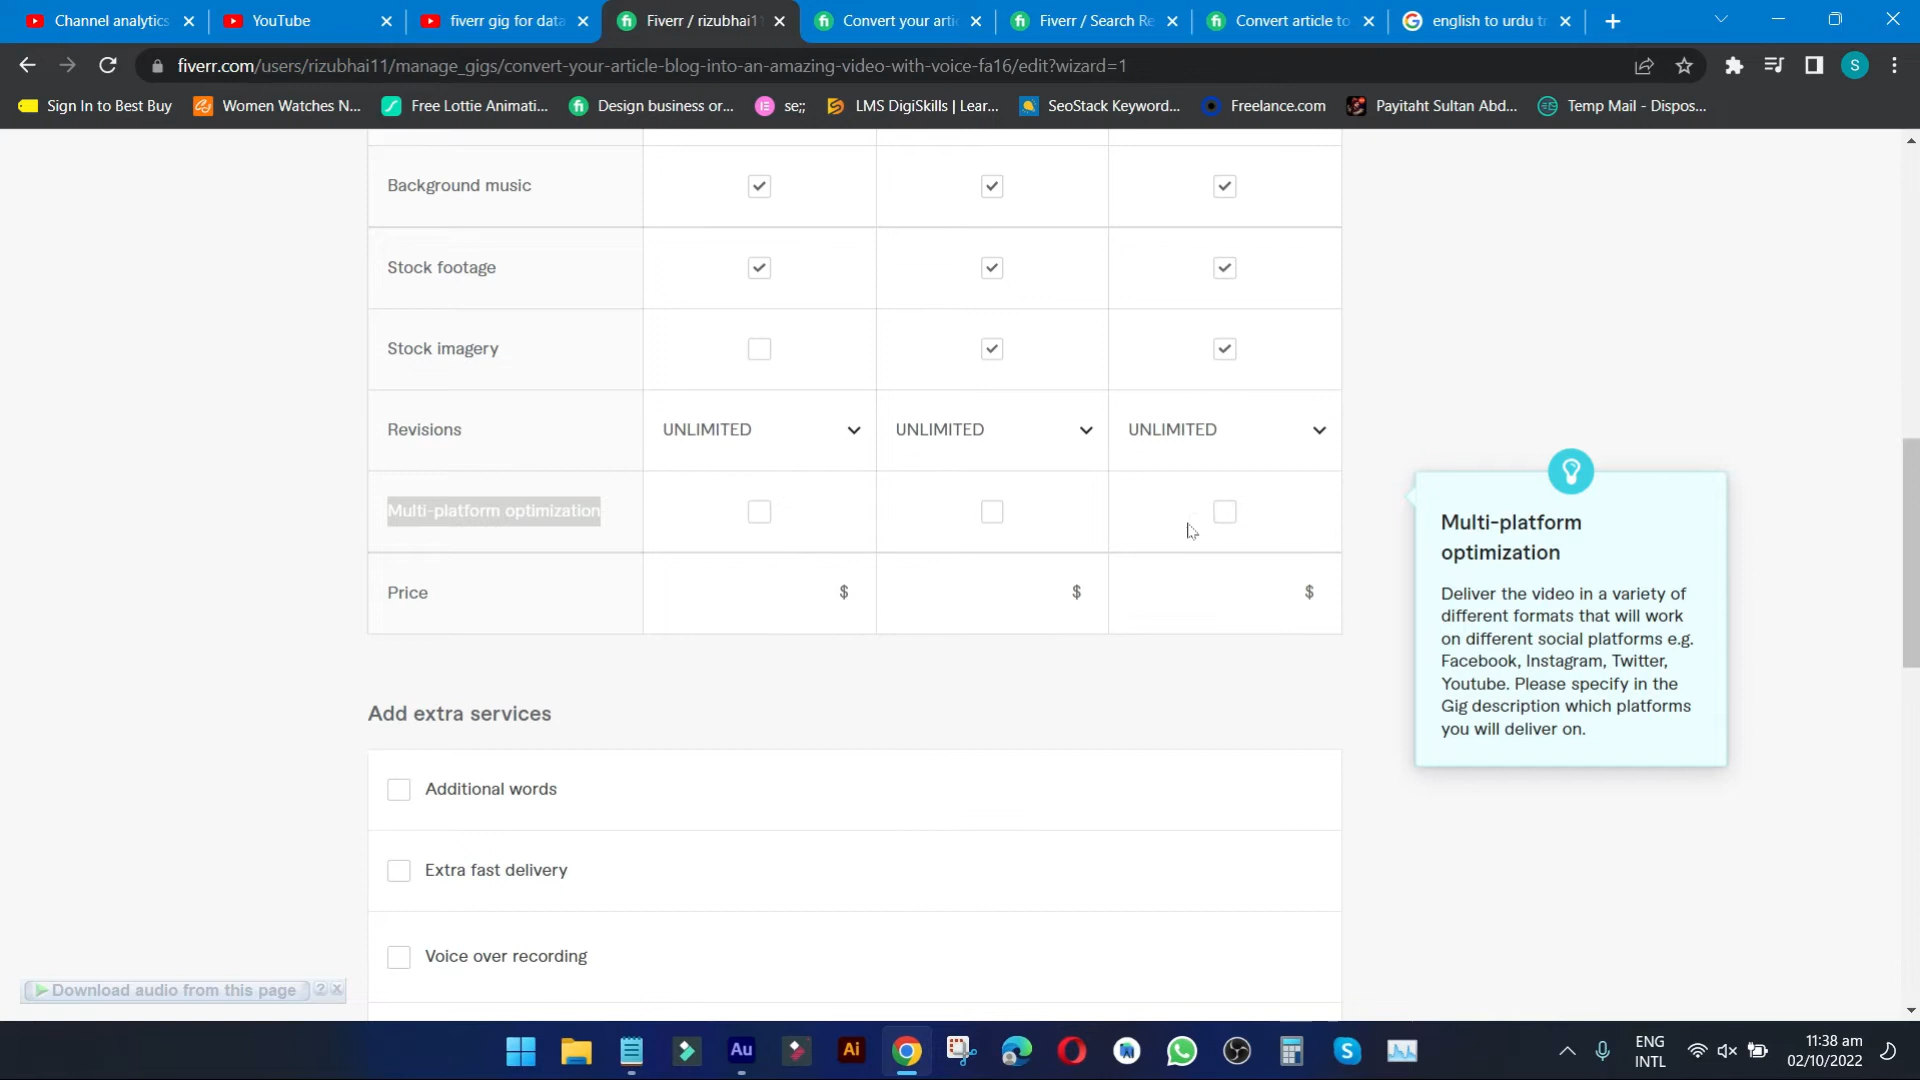 Channel analytics
YouTube
fiverr gig for data
Fiverr / rizubhai1
Convert your arti
Fiverr / Search Re
Convert article to
english to urdu tr
fiverr.com/users/rizubhai11/manage_gigs/convert-your-article-blog-into-an-amazing-video-with-voice-fa16/edit?wizard=1
S
Sign In to Best Buy
Women Watches N...
Free Lottie Animati...
Design business or...
se;;
LMS DigiSkills | Lear...
SeoStack Keyword...
Freelance.com
Payitaht Sultan Abd...
Temp Mail - Dispos...
Background music
Stock footage
Stock imagery
Revisions UNLIMITED UNLIMITED UNLIMITED
Multi-platform optimization
Price $ $ $
Multi-platform
optimization
Deliver the video in a variety of
different formats that will work
on different social platforms e.g.
Facebook, Instagram, Twitter,
Youtube. Please specify in the
Gig description which platforms
you will deliver on.
Add extra services
Additional words
Extra fast delivery
Voice over recording
Download audio from this page ? x
Au
Ai
ENG
INTL
11:38 am
02/10/2022